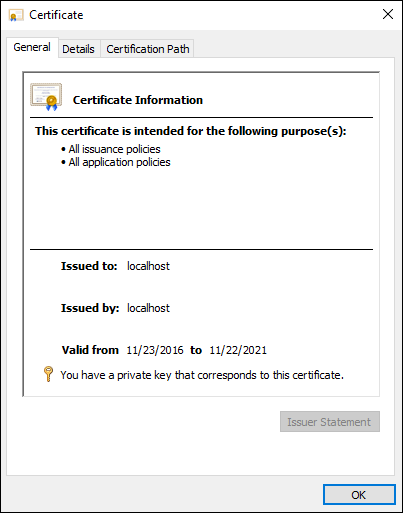 Certificate
General Details Certification Path
Certificate Information
This certificate is intended for the following purpose(s):
• All issuance policies
• All application policies
Issued to: localhost
Issued by: localhost
Valid from 11/23/2016 to 11/22/2021
You have a private key that corresponds to this certificate.
Issuer Statement
OK